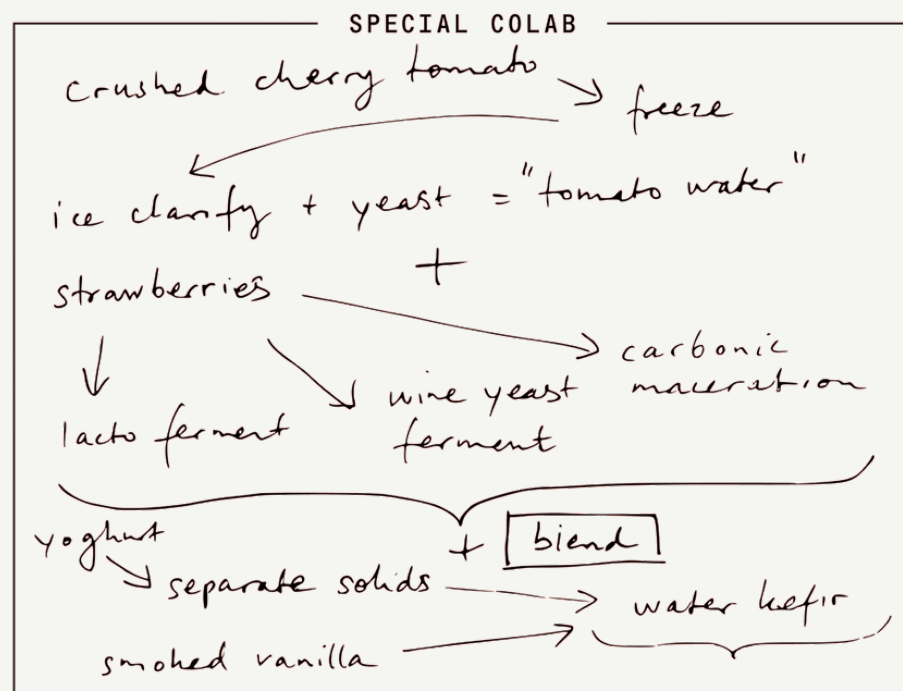 SPECIAL COLAB
crushed cherry tomato
freeze
ice clarify + yeast = "tomato water"
+
strawberries
carbonic
maceration
lacto ferment
wine yeast
ferment
yoghurt
+ blend
separate solids
water kefir
smoked vanilla